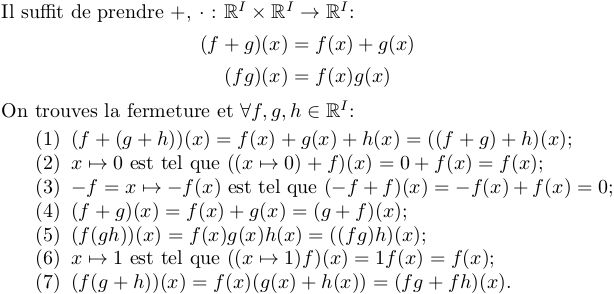 Il suffit de prendre +, · : ℝ^I × ℝ^I → ℝ^I:
(f + g)(x) = f(x) + g(x)
(fg)(x) = f(x)g(x)
On trouves la fermeture et ∀f, g, h ∈ ℝ^I:
(1) (f + (g + h))(x) = f(x) + g(x) + h(x) = ((f + g) + h)(x);
(2) x ↦ 0 est tel que ((x ↦ 0) + f)(x) = 0 + f(x) = f(x);
(3) −f = x ↦ −f(x) est tel que (−f + f)(x) = −f(x) + f(x) = 0;
(4) (f + g)(x) = f(x) + g(x) = (g + f)(x);
(5) (f(gh))(x) = f(x)g(x)h(x) = ((fg)h)(x);
(6) x ↦ 1 est tel que ((x ↦ 1)f)(x) = 1f(x) = f(x);
(7) (f(g + h))(x) = f(x)(g(x) + h(x)) = (fg + fh)(x).